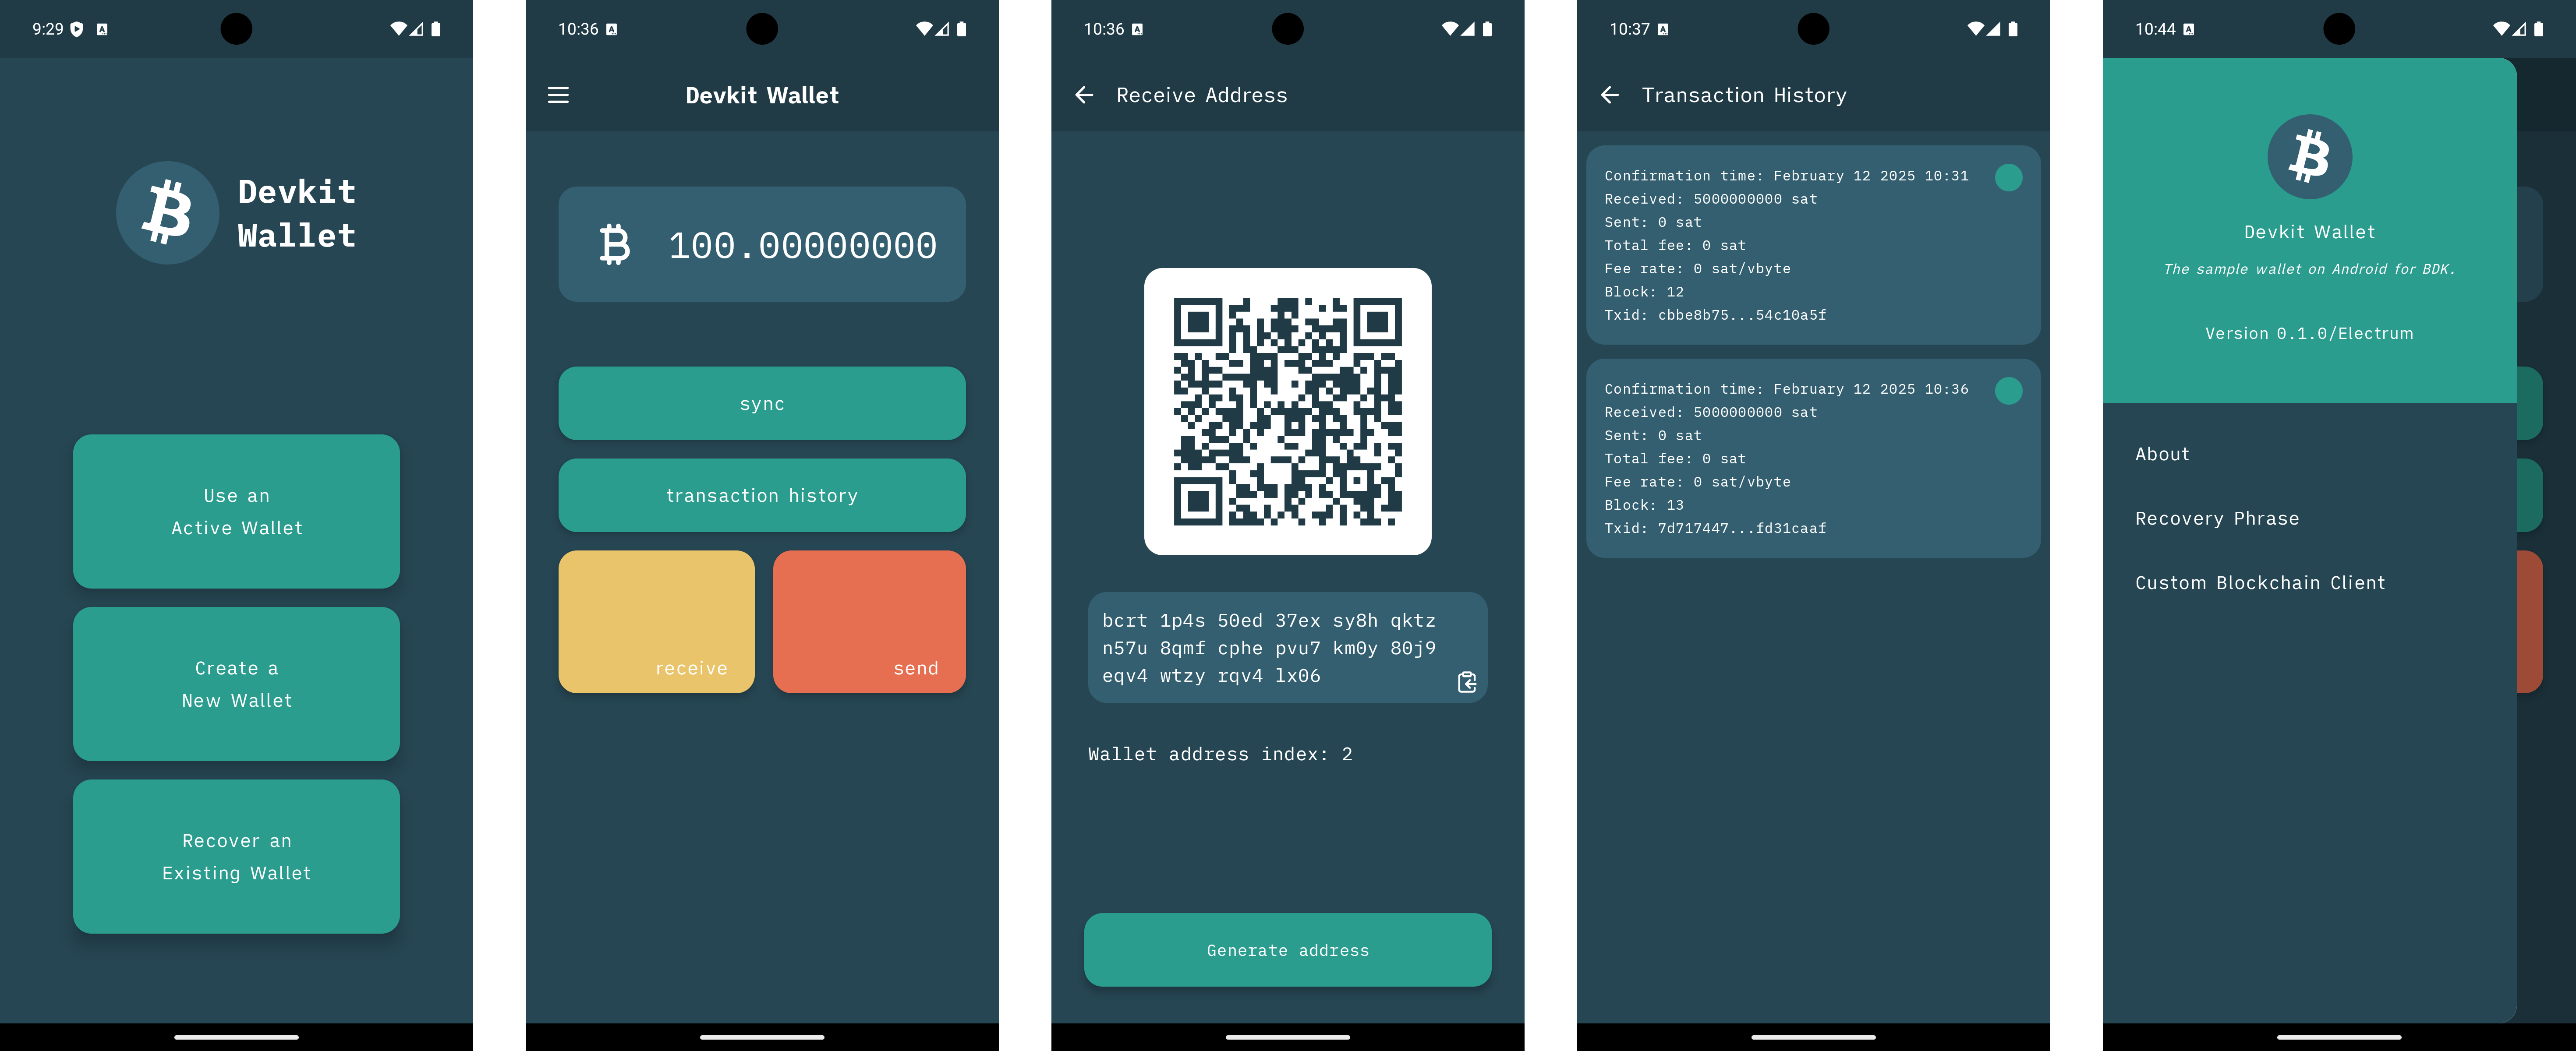 9:29
Devkit
Wallet
Use an
Active Wallet
Create a
New Wallet
Recover an
Existing Wallet
10:36
Devkit Wallet
100.00000000
sync
transaction history
receive
send
10:36
Receive Address
bcrt 1p4s 50ed 37ex sy8h qktz
n57u 8qmf cphe pvu7 km0y 80j9
eqv4 wtzy rqv4 lx06
Wallet address index: 2
Generate address
10:37
Transaction History
Confirmation time: February 12 2025 10:31
Received: 5000000000 sat
Sent: 0 sat
Total fee: 0 sat
Fee rate: 0 sat/vbyte
Block: 12
Txid: cbbe8b75...54c10a5f
Confirmation time: February 12 2025 10:36
Received: 5000000000 sat
Sent: 0 sat
Total fee: 0 sat
Fee rate: 0 sat/vbyte
Block: 13
Txid: 7d717447...fd31caaf
10:44
Devkit Wallet
The sample wallet on Android for BDK.
Version 0.1.0/Electrum
About
Recovery Phrase
Custom Blockchain Client